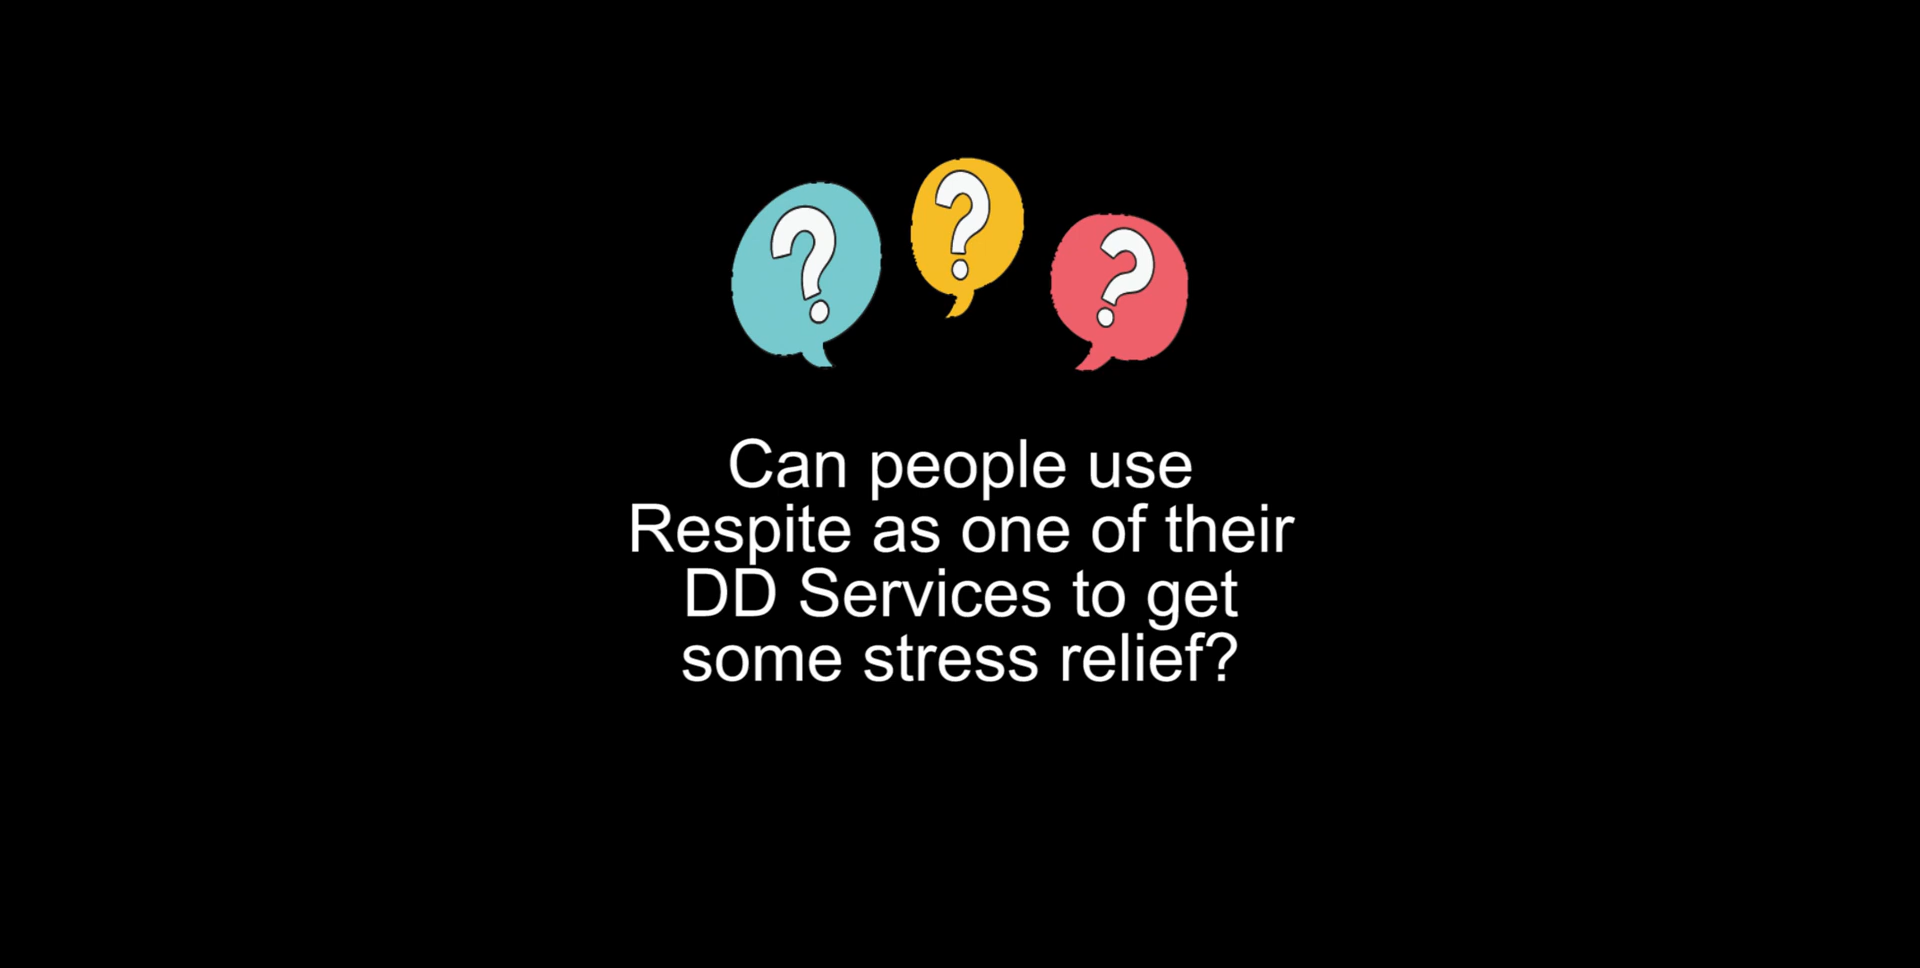 ? ? ?
Can people use
Respite as one of their
DD Services to get
some stress relief?